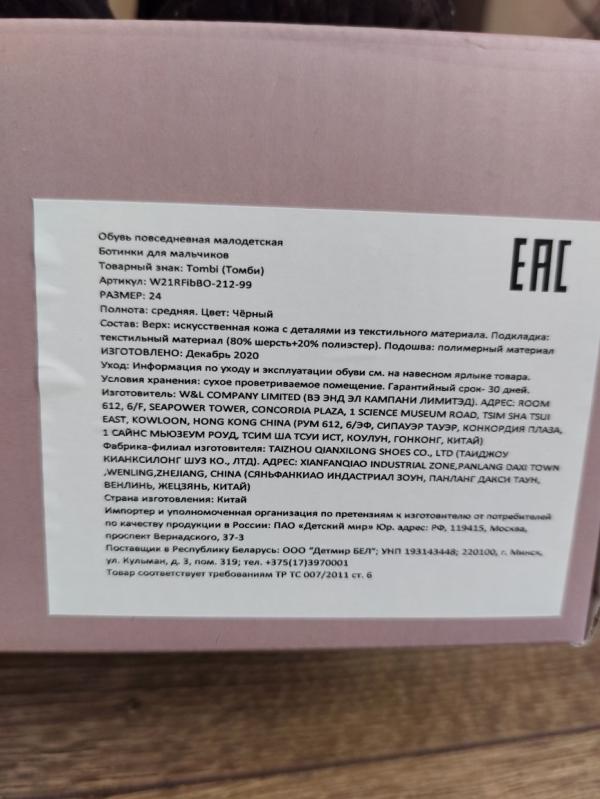 Обувь повседневная малодетская
Ботинки для мальчиков
Товарный знак: Tombi (Томби)
Артикул: W21RFibBO-212-99
РАЗМЕР: 24
Полнота: средняя. Цвет: Чёрный
Состав: Верх: искусственная кожа с деталями из текстильного материала. Подкладка:
текстильный материал (80% шерсть+20% полиэстер). Подошва: полимерный материал
ИЗГОТОВЛЕНО: Декабрь 2020
Уход: Информация по уходу и эксплуатации обуви см. на навесном ярлыке товара.
Условия хранения: сухое проветриваемое помещение. Гарантийный срок- 30 дней.
Изготовитель: W&L COMPANY LIMITED (ВЭ ЭНД ЭЛ КАМПАНИ ЛИМИТЭД). АДРЕС: ROOM
612, 6/F, SEAPOWER TOWER, CONCORDIA PLAZA, 1 SCIENCE MUSEUM ROAD, TSIM SHA TSUI
EAST, KOWLOON, HONG KONG CHINA (РУМ 612, 6/ЭФ, СИПАУЭР ТАУЭР, КОНКОРДИЯ ПЛАЗА,
1 САЙНС МЬЮЗЕУМ РОУД, ТСИМ ША ТСУИ ИСТ, КОУЛУН, ГОНКОНГ, КИТАЙ)
Фабрика-филиал изготовителя: TAIZHOU QIANXILONG SHOES CO., LTD (ТАИДЖОУ
КИАНКСИЛОНГ ШУЗ КО., ЛТД). АДРЕС: XIANFANQIAO INDUSTRIAL ZONE,PANLANG DAXI TOWN
,WENLING,ZHEJIANG, CHINA (СЯНЬФАНКИАО ИНДАСТРИАЛ ЗОУН, ПАНЛАНГ ДАКСИ ТАУН,
ВЕНЛИНЬ, ЖЕЦЗЯНЬ, КИТАЙ)
Страна изготовления: Китай
Импортер и уполномоченная организация по претензиям к изготовителю от потребителей
по качеству продукции в России: ПАО «Детский мир» Юр. адрес: РФ, 119415, Москва,
проспект Вернадского, 37-3
Поставщик в Республику Беларусь: ООО "Детмир БЕЛ"; УНП 193143448; 220100, г. Минск,
ул. Кульман, д. 3, пом. 319; тел. +375(17)3970001
Товар соответствует требованиям ТР ТС 007/2011 ст. 6
EAC